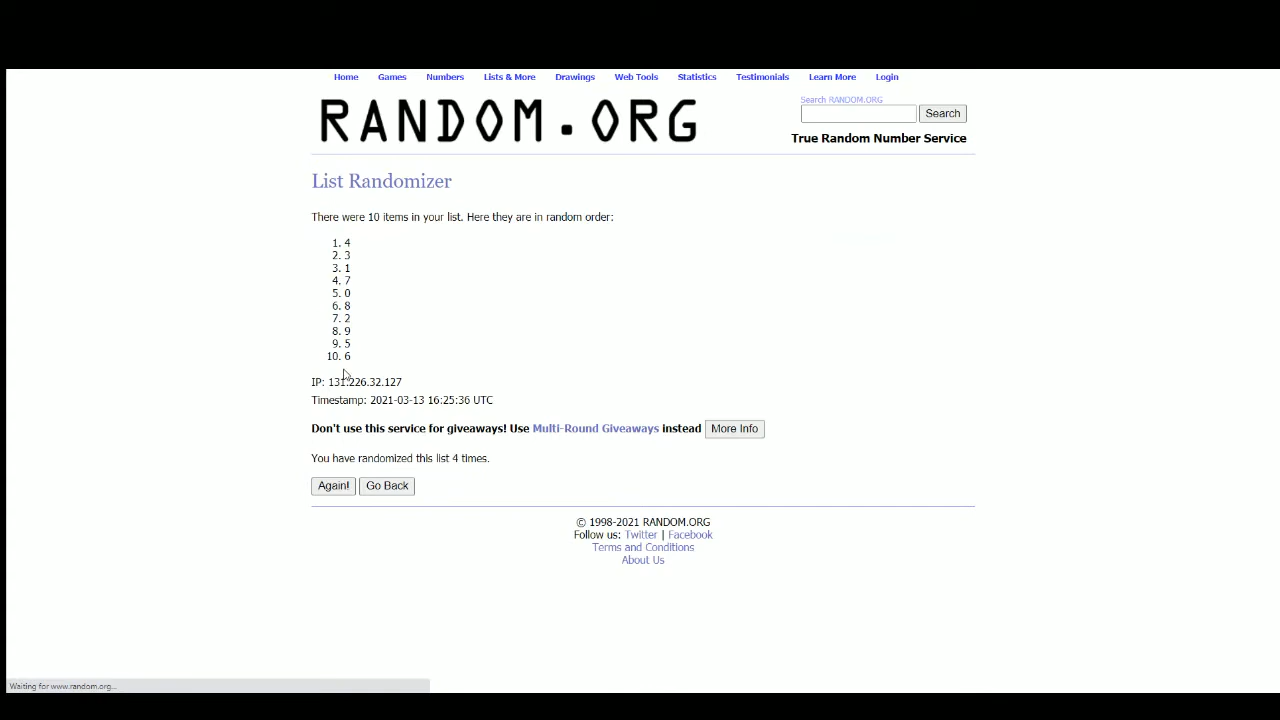 Home Games Numbers Lists & More Drawings Web Tools Statistics Testimonials Learn More Login
RANDOM.ORG
Search RANDOM.ORG
Search
True Random Number Service
List Randomizer
There were 10 items in your list. Here they are in random order:
1. 4
2. 3
3. 1
4. 7
5. 0
6. 8
7. 2
8. 9
9. 5
10. 6
IP: 131.226.32.127
Timestamp: 2021-03-13 16:25:36 UTC
Don't use this service for giveaways! Use Multi-Round Giveaways instead More Info
You have randomized this list 4 times.
Again! Go Back
© 1998-2021 RANDOM.ORG
Follow us: Twitter | Facebook
Terms and Conditions
About Us
Waiting for www.random.org...